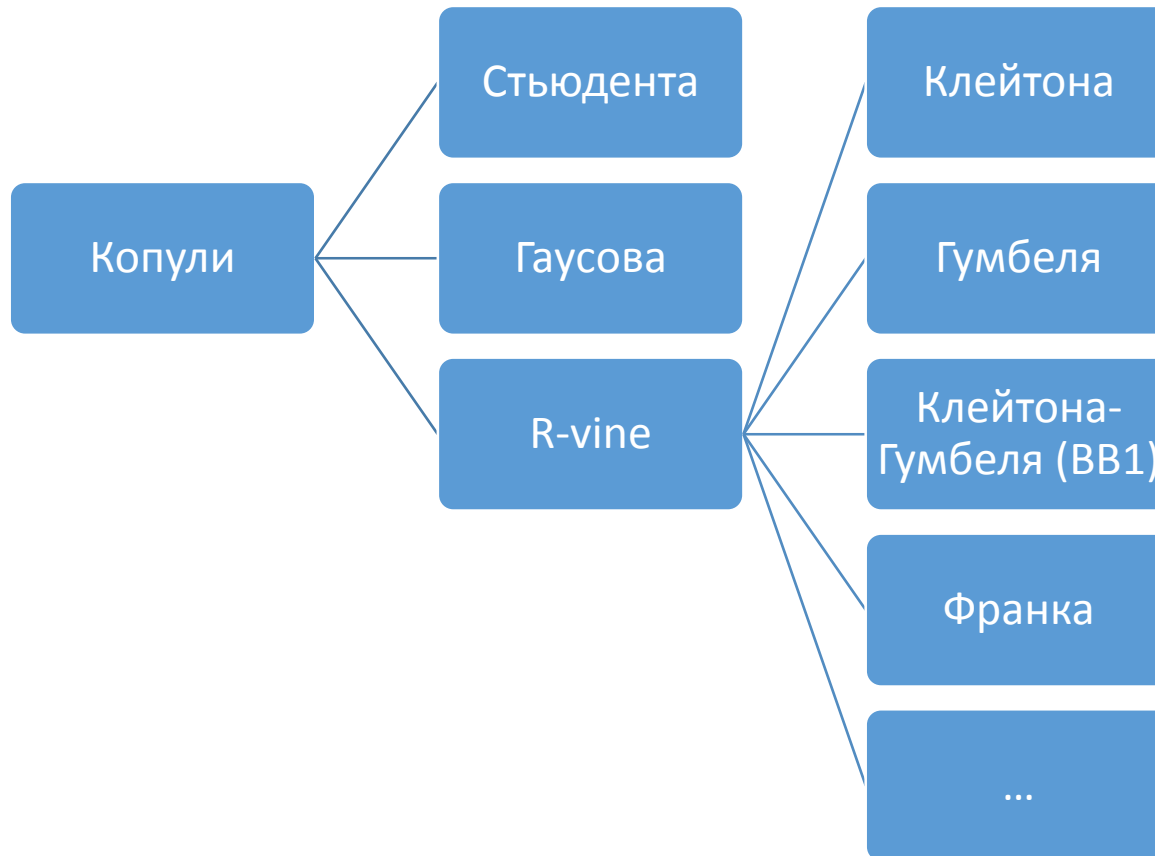 Копули
Стьюдента
Гаусова
R-vine
Клейтона
Гумбеля
Клейтона-
Гумбеля (BB1)
Франка
...